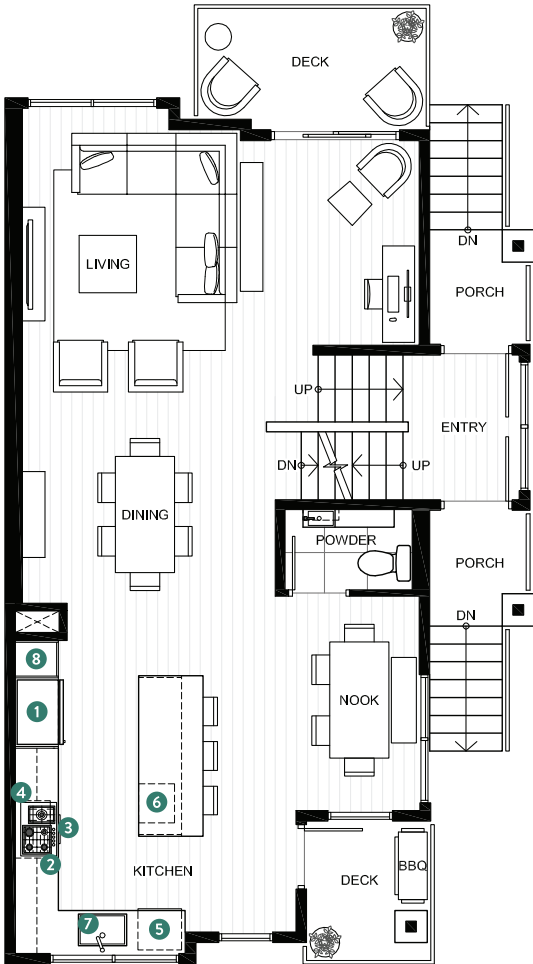 DECK
DN
LIVING
PORCH
UP
ENTRY
DN
UP
DINING
POWDER
PORCH
DN
8
1
NOOK
4
6
3
2
KITCHEN
BBQ
DECK
7
5